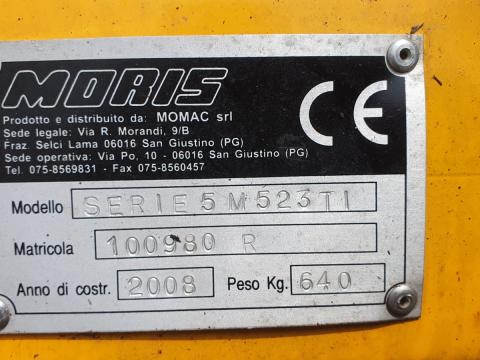 MORIS
Prodotto e distribuito da: MOMAC srl
Sede legale: Via R. Morandi, 9/B
Fraz. Selci Lama 06016 San Giustino (PG)
Sede operativa: Via Po, 10 - 06016 San Giustino (PG)
Tel. 075-8569831 - Fax 075-8560457
CE
Modello SERIE 5 M523TI
Matricola 100980 R
Anno di costr. 2008 Peso Kg. 640